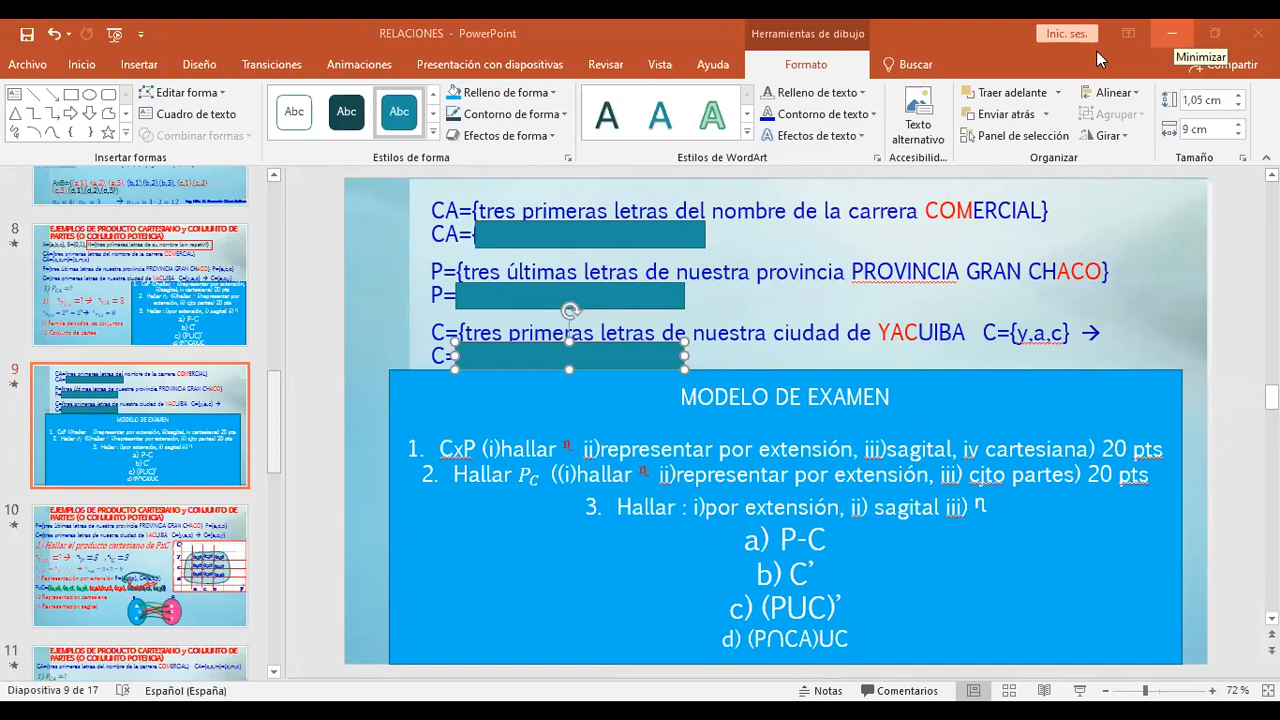 RELACIONES - PowerPoint
Herramientas de dibujo
Inic. ses.
Archivo Inicio Insertar Diseño Transiciones Animaciones Presentación con diapositivas Revisar Vista Ayuda Formato Buscar Compartir
Minimizar
Editar forma
Cuadro de texto
Combinar formas
Insertar formas
Abc Abc Abc
Relleno de forma
Contorno de forma
Efectos de forma
Estilos de forma
A A A
Relleno de texto
Contorno de texto
Efectos de texto
Estilos de WordArt
Texto
alternativo
Accesibilid...
Traer adelante
Enviar atrás
Panel de selección
Alinear
Agrupar
Girar
Organizar
1,05 cm
9 cm
Tamaño
8
9
10
11
EJEMPLOS DE PRODUCTO CARTESIANO y CONJUNTO POTENCIA
(O CONJUNTO POTENCIA)
CA={tres primeras letras del nombre de la carrera COMERCIAL}
CA={
P={tres últimas letras de nuestra provincia PROVINCIA GRAN CHACO}
P=
C={tres primeras letras de nuestra ciudad de YACUIBA C={y,a,c} →
C=
MODELO DE EXAMEN
1. CxP (i)hallar η ii)representar por extensión, iii)sagital, iv cartesiana) 20 pts
2. Hallar P_C ((i)hallar η ii)representar por extensión, iii) cjto partes) 20 pts
3. Hallar : i)por extensión, ii) sagital iii) η
a) P-C
b) C’
c) (PUC)’
d) (P∩CA)UC
Diapositiva 9 de 17 Español (España) Notas Comentarios 72 %